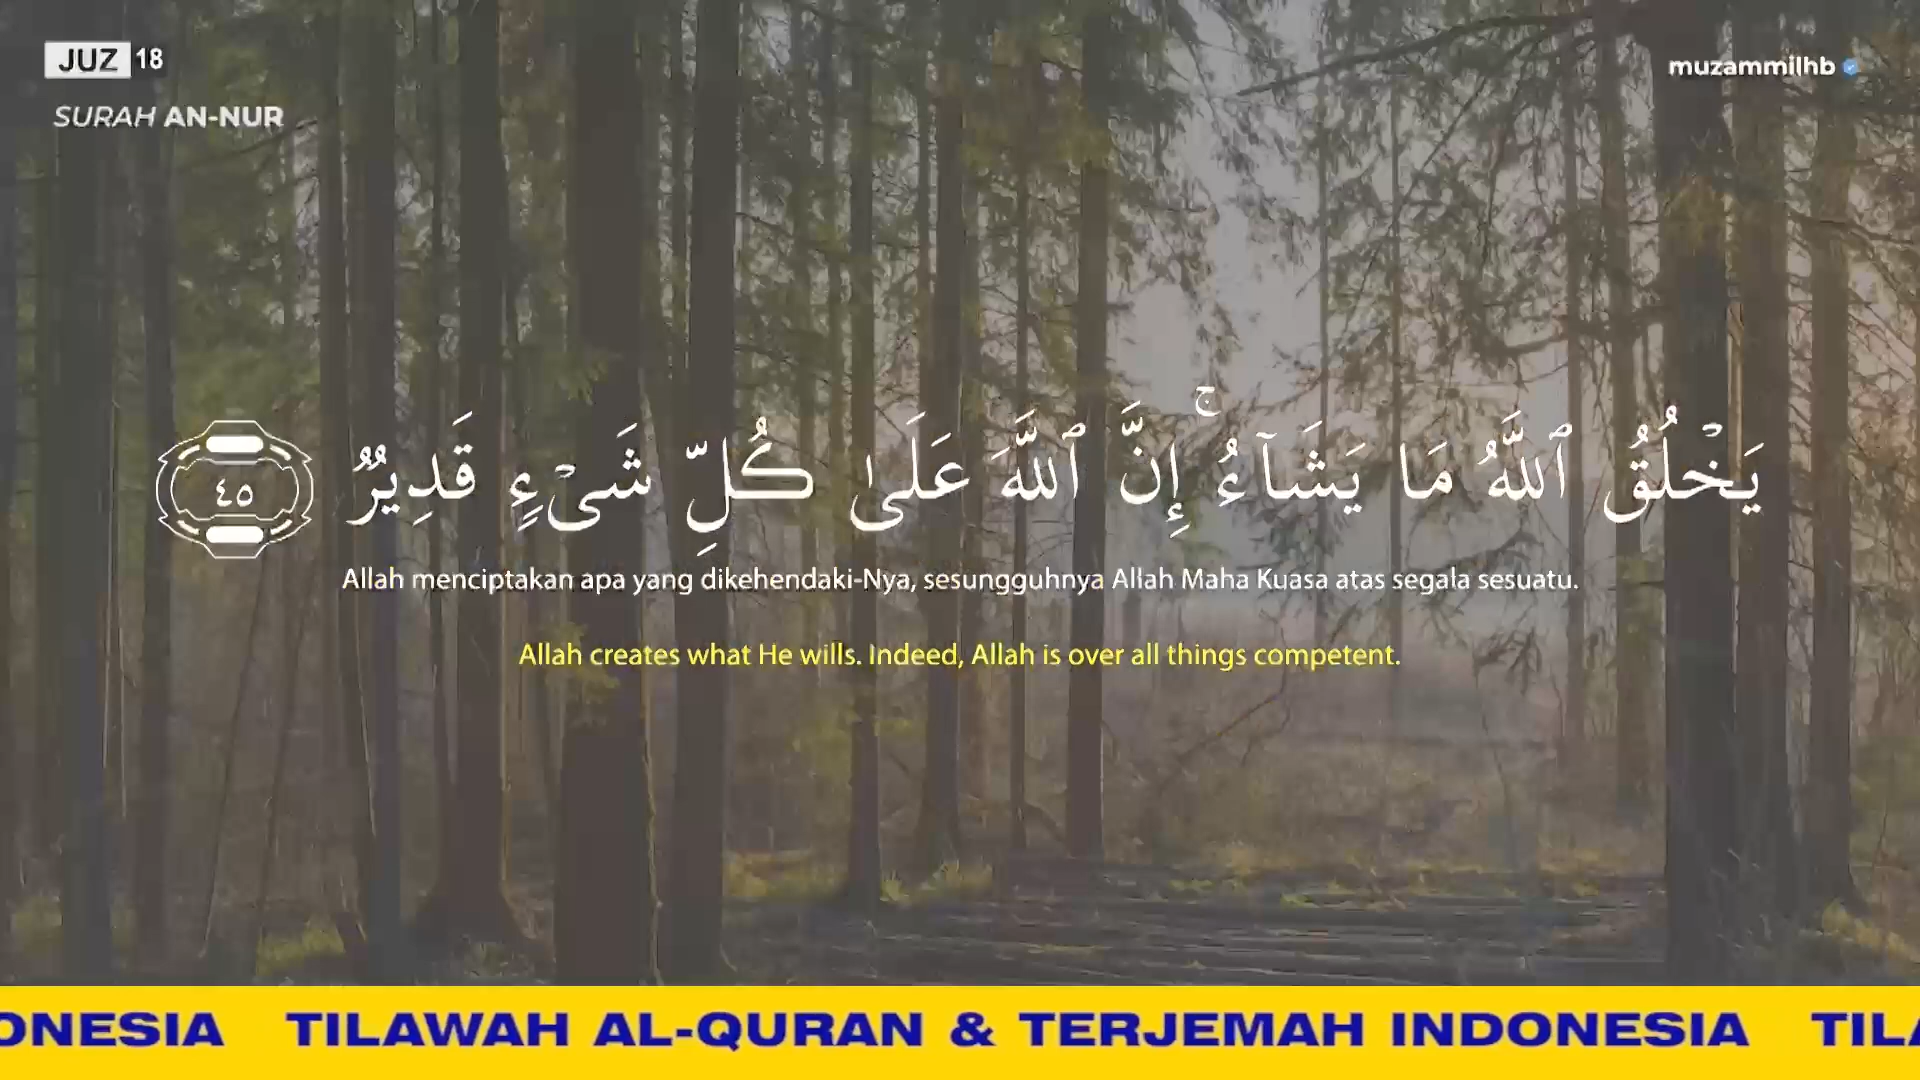 JUZ 18
muzammilhb
SURAH AN-NUR
يَخْلُقُ ٱللَّهُ مَا يَشَآءُ ۚ إِنَّ ٱللَّهَ عَلَىٰ كُلِّ شَىْءٍ قَدِيرٌ ٤٥
Allah menciptakan apa yang dikehendaki-Nya, sesungguhnya Allah Maha Kuasa atas segala sesuatu.
Allah creates what He wills. Indeed, Allah is over all things competent.
ONESIA TILAWAH AL-QURAN & TERJEMAH INDONESIA TILA